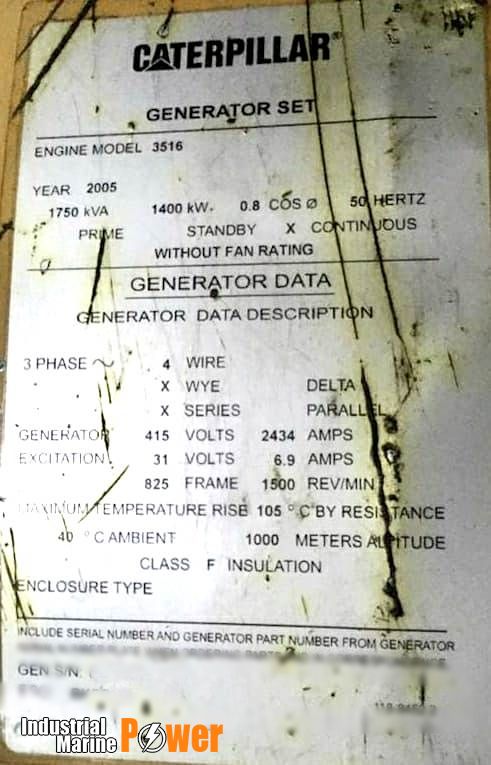 CATERPILLAR®
GENERATOR SET
ENGINE MODEL 3516
YEAR 2005
1750 kVA 1400 kW. 0.8 COS Ø 50 HERTZ
PRIME STANDBY X CONTINUOUS
WITHOUT FAN RATING
GENERATOR DATA
GENERATOR DATA DESCRIPTION
3 PHASE ~ 4 WIRE
X WYE DELTA
X SERIES PARALLEL
GENERATOR 415 VOLTS 2434 AMPS
EXCITATION 31 VOLTS 6.9 AMPS
825 FRAME 1500 REV/MIN
MAXIMUM TEMPERATURE RISE 105 ° C BY RESISTANCE
40 ° C AMBIENT 1000 METERS ALTITUDE
CLASS F INSULATION
ENCLOSURE TYPE
INCLUDE SERIAL NUMBER AND GENERATOR PART NUMBER FROM GENERATOR
GEN S/N:
Industrial Marine Power